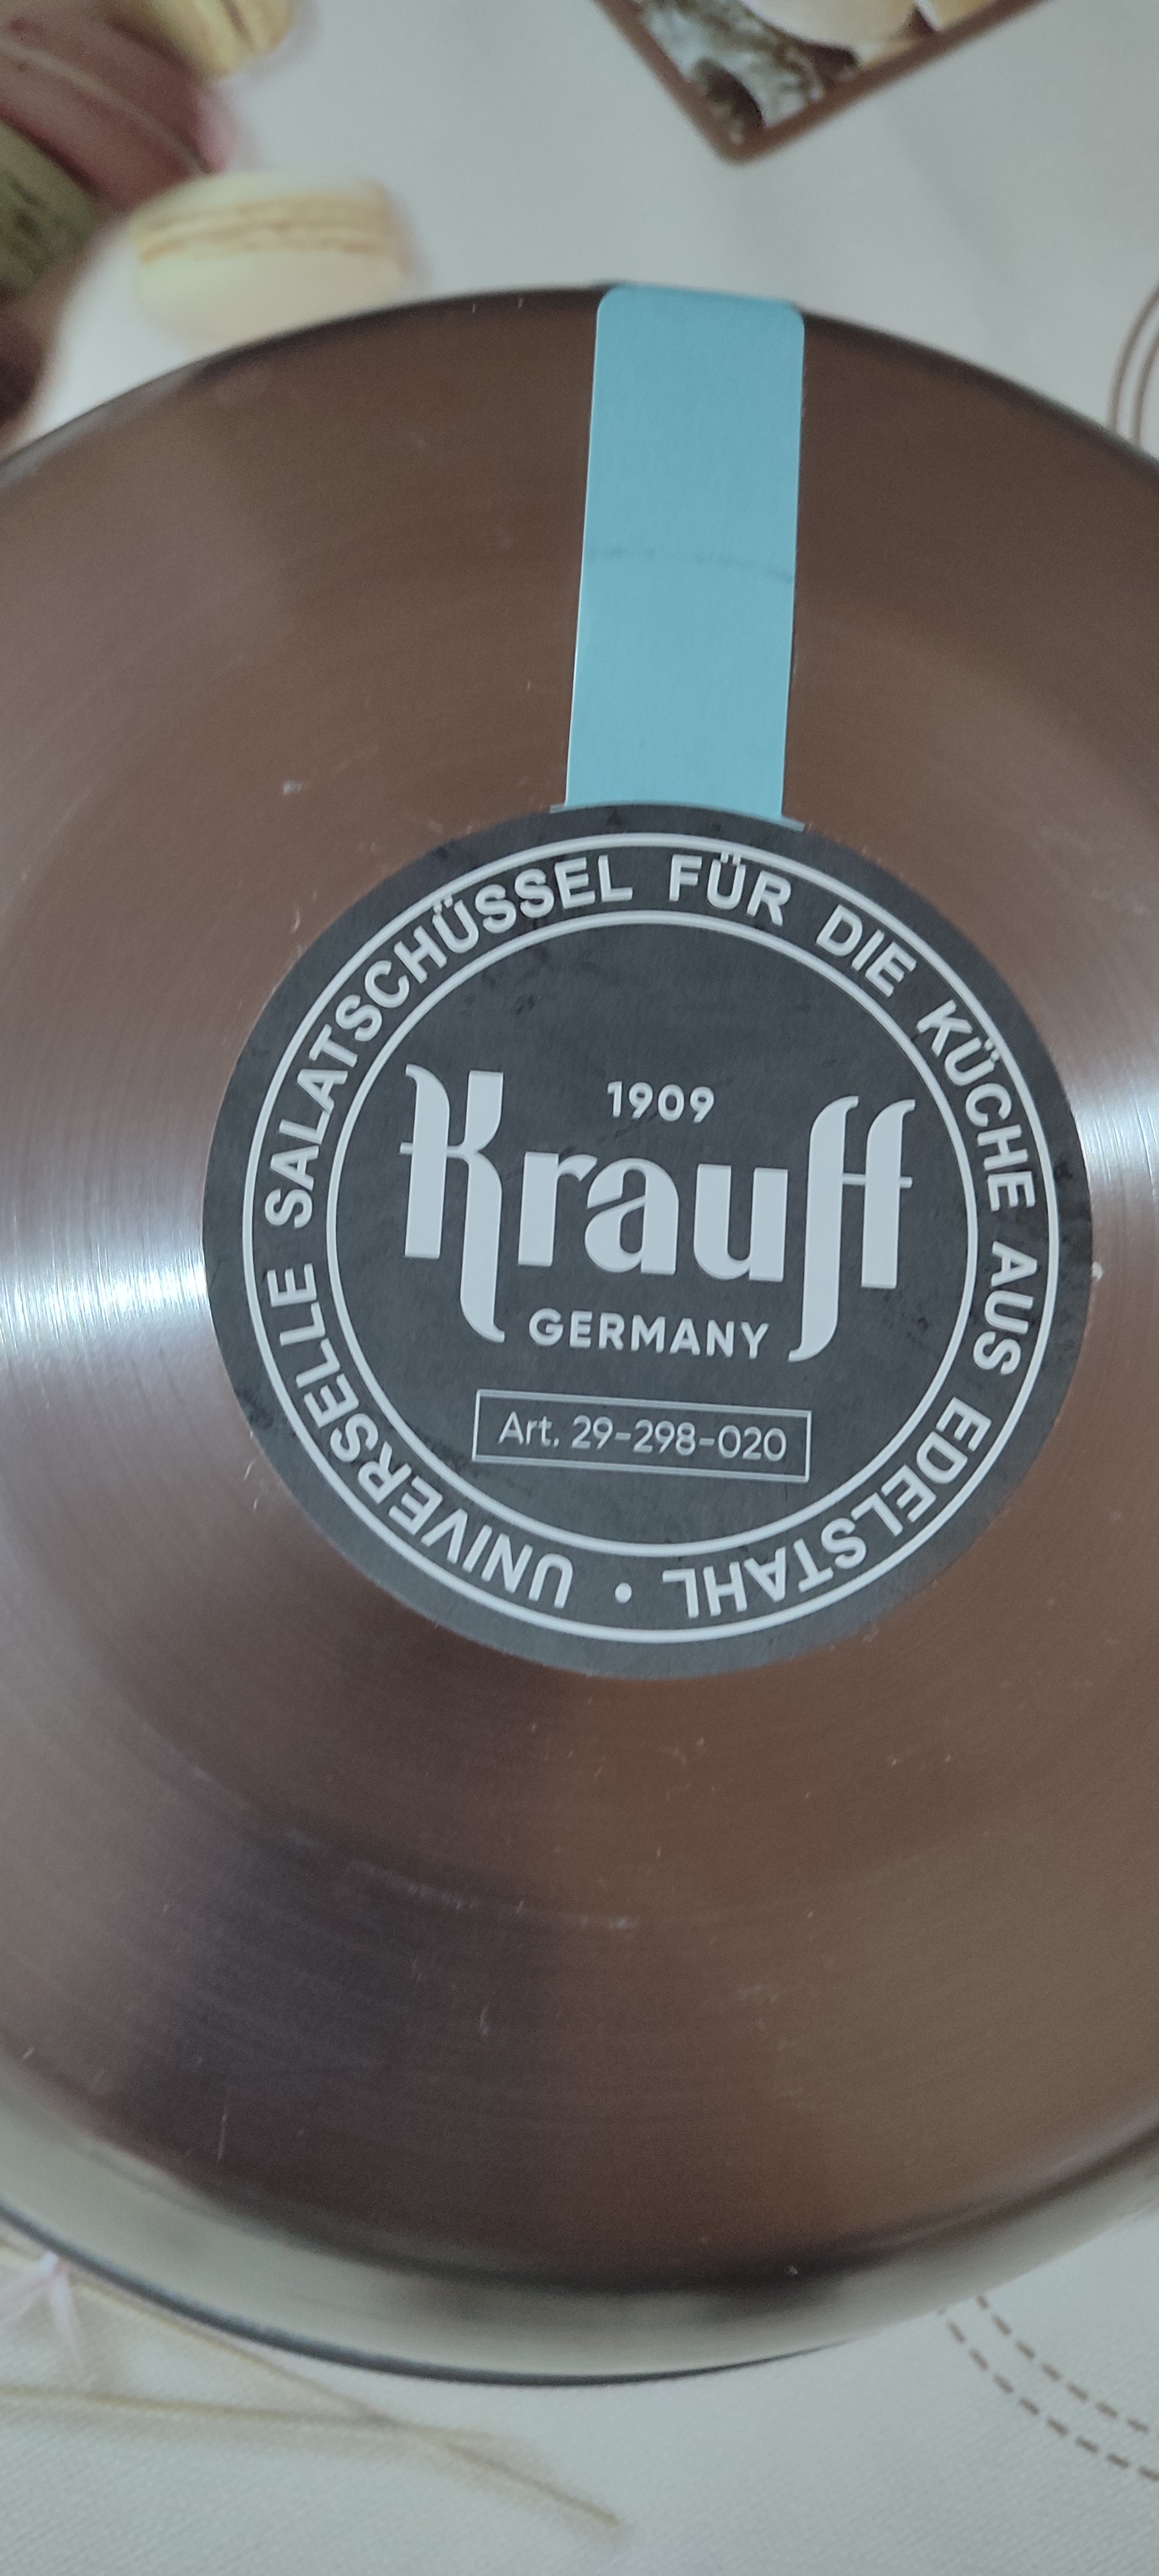 UNIVERSELLE SALATSCHÜSSEL FÜR DIE KÜCHE AUS EDELSTAHL •
1909
Krauff
GERMANY
Art. 29-298-020